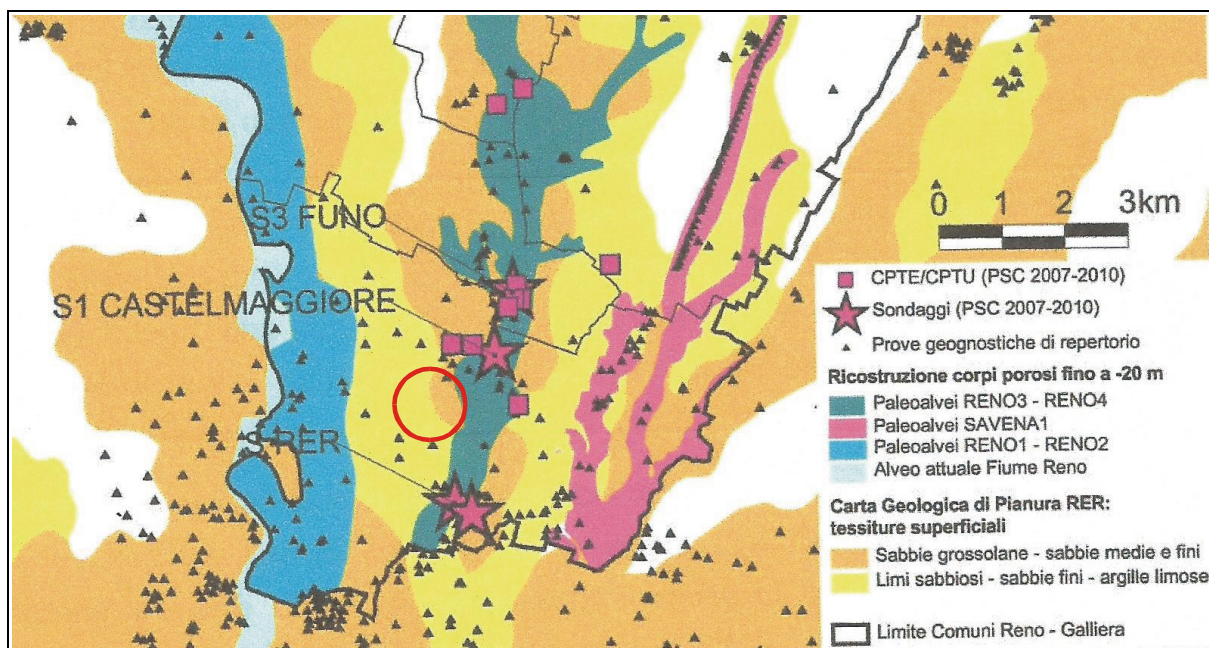 S3 FUNO
S1 CASTELMAGGIORE
RER
0 1 2 3km
CPTE/CPTU (PSC 2007-2010)
Sondaggi (PSC 2007-2010)
Prove geognostiche di repertorio
Ricostruzione corpi porosi fino a -20 m
Paleoalvei RENO3 - RENO4
Paleoalvei SAVENA1
Paleoalvei RENO1 - RENO2
Alveo attuale Fiume Reno
Carta Geologica di Pianura RER:
tessiture superficiali
Sabbie grossolane - sabbie medie e fini
Limi sabbiosi - sabbie fini - argille limose
Limite Comuni Reno - Galliera